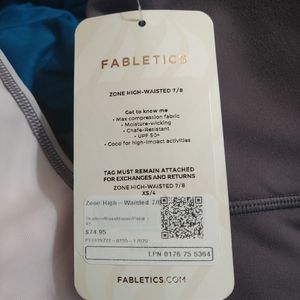 FABLETICS
ZONE HIGH-WAISTED 7/8
Get to know me
• Max compression fabric
• Moisture-wicking
• Chafe-Resistant
• UPF 50+
• Good for high-impact activities
TAG MUST REMAIN ATTACHED
FOR EXCHANGES AND RETURNS
ZONE HIGH-WAISTED 7/8
XS/4
Zone High - Waisted 7/8
$74.95
LPN 0176 75 5364
FABLETICS.COM